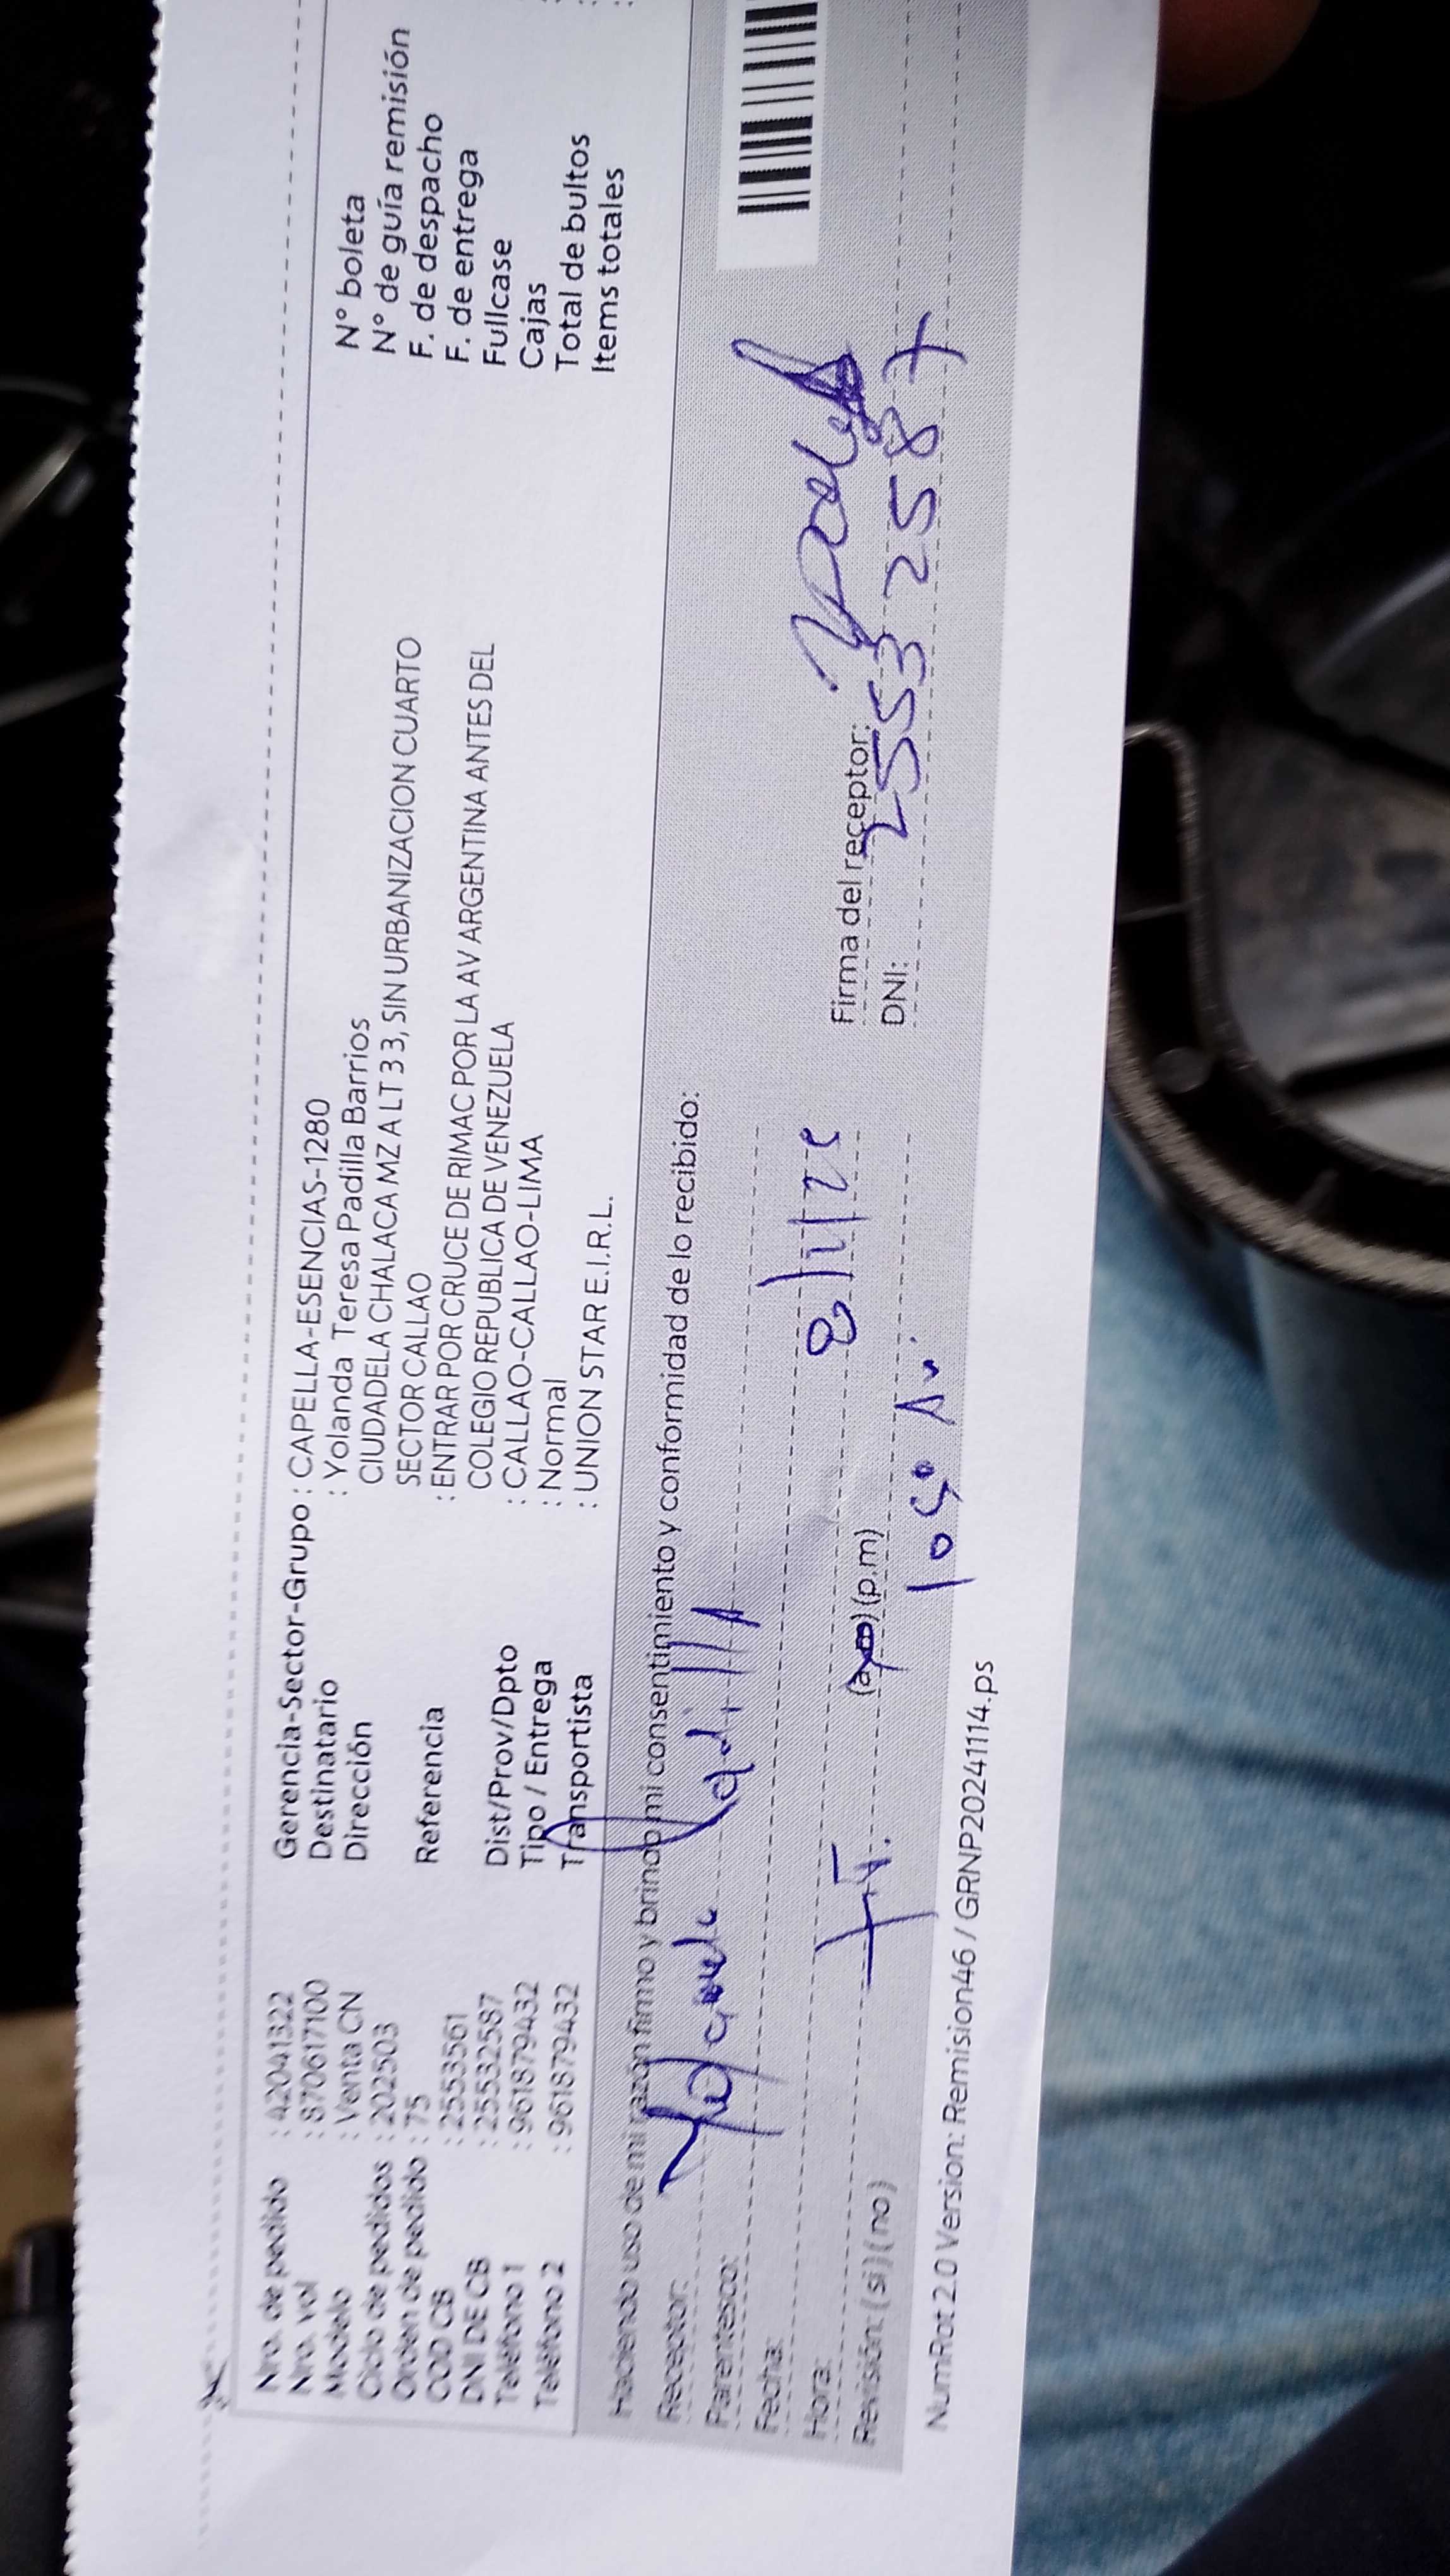 Nro. de pedido : 42041322
Nro. vol : 870617100
Modelo : Venta CN
Ciclo de pedidos : 202503
Orden de pedido : 75
COD CB : 2553561
DNI DE CB : 25532587
Teléfono 1 : 961879432
Teléfono 2 : 961879432
Gerencia-Sector-Grupo : CAPELLA-ESENCIAS-1280
Destinatario : Yolanda Teresa Padilla Barrios
Dirección CIUDADELA CHALACA MZ A LT 3 3, SIN URBANIZACION CUARTO
SECTOR CALLAO
Referencia : ENTRAR POR CRUCE DE RIMAC POR LA AV ARGENTINA ANTES DEL
COLEGIO REPUBLICA DE VENEZUELA
Dist/Prov/Dpto : CALLAO-CALLAO-LIMA
Tipo / Entrega : Normal
Transportista : UNION STAR E.I.R.L.
N° boleta
N° de guía remisión
F. de despacho
F. de entrega
Fullcase
Cajas
Total de bultos
Items totales
Haciendo uso de mi razón firmo y brindo mi consentimiento y conformidad de lo recibido:
Receptor: Padilla
Parentesco:
Fecha:
Hora: (p.m)
Revisión: (si) (no)
Firma del receptor:
DNI: 25532587
NumRot 2.0 Version: Remision46 / GRNP20241114.ps